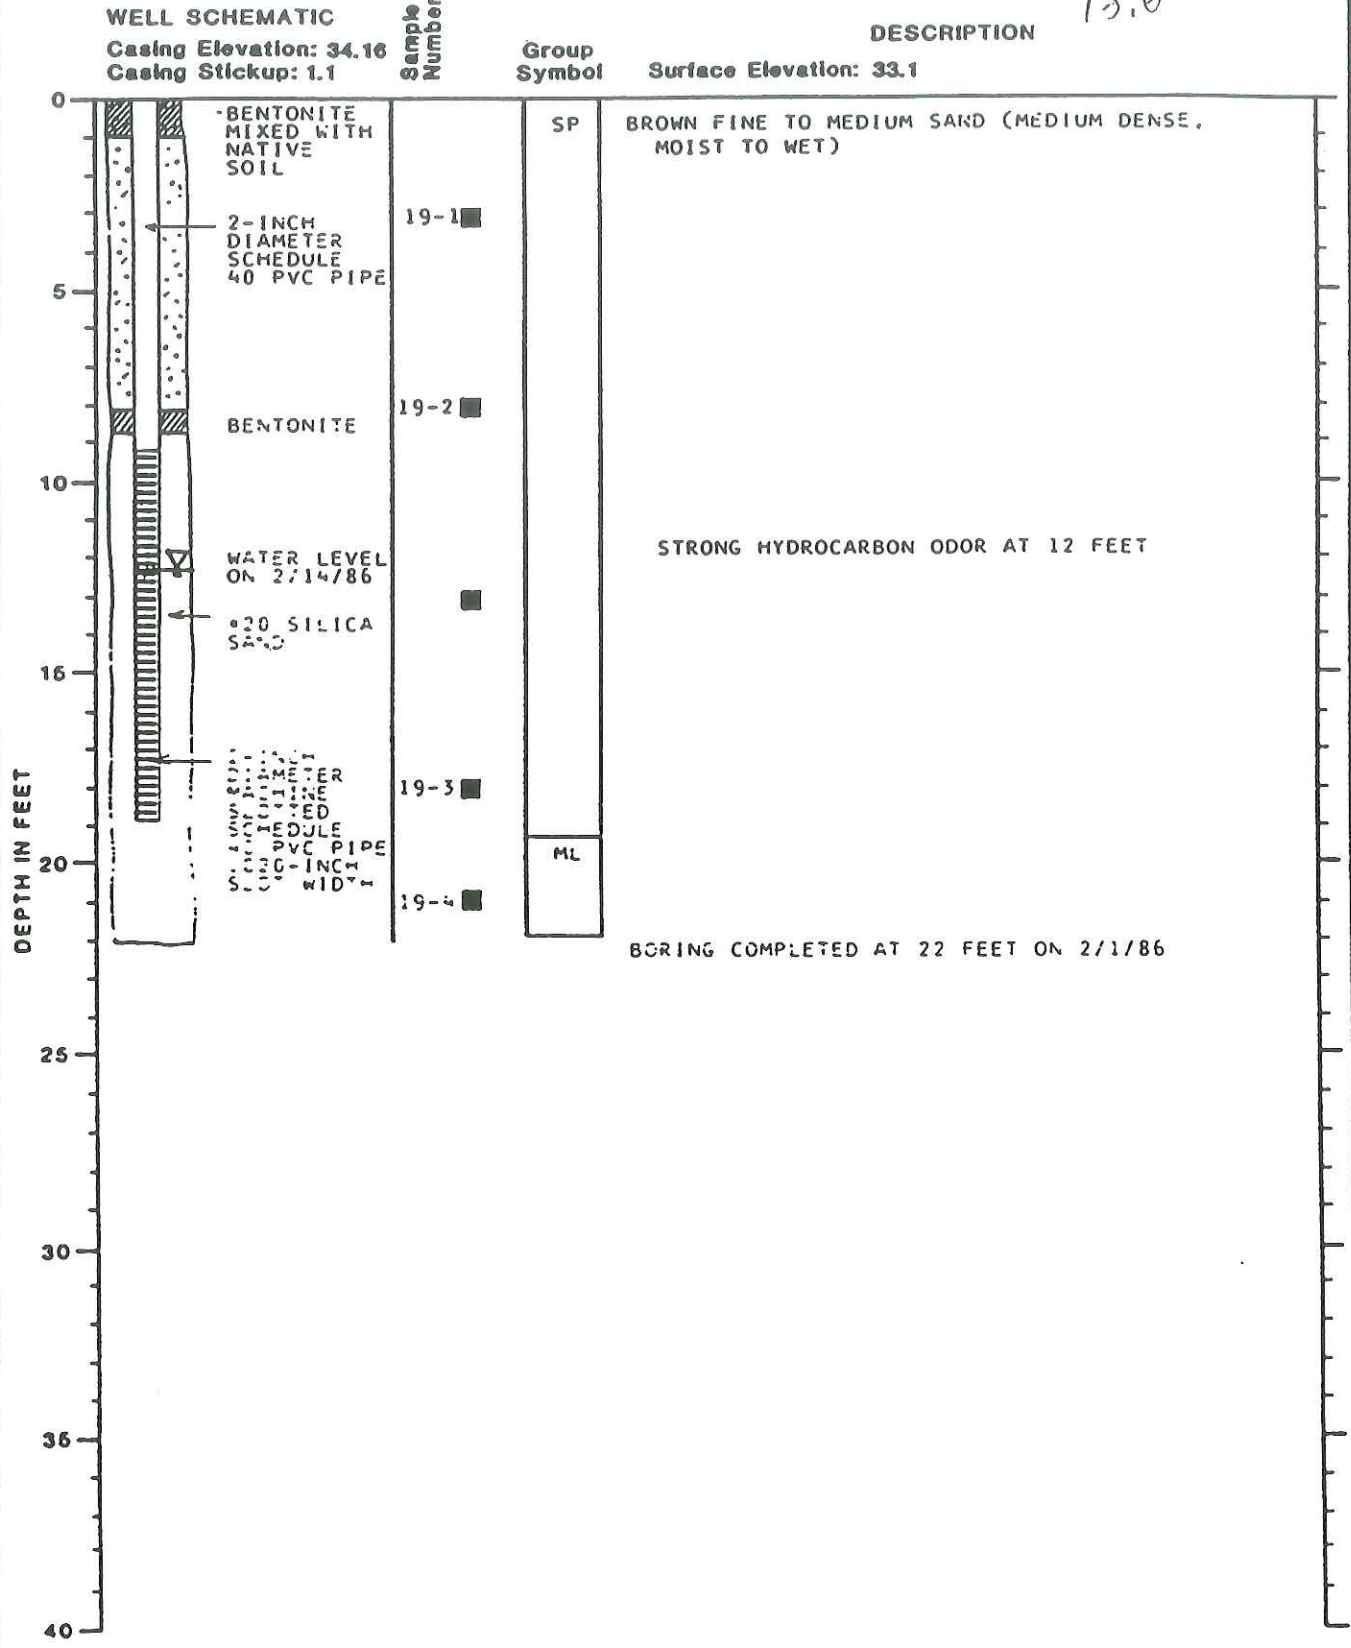 WELL SCHEMATIC
Casing Elevation: 34.16
Casing Stickup: 1.1
Sample
Number
Group
Symbol
DESCRIPTION
Surface Elevation: 33.1
DEPTH IN FEET
0
5
10
15
20
25
30
35
40
-BENTONITE
MIXED WITH
NATIVE
SOIL
2-INCH
DIAMETER
SCHEDULE
40 PVC PIPE
BENTONITE
WATER LEVEL
ON 2/14/86
#20 SILICA
SAND
PVC PIPE
WIDTH
19-1
19-2
19-3
19-4
SP
ML
BROWN FINE TO MEDIUM SAND (MEDIUM DENSE,
MOIST TO WET)
STRONG HYDROCARBON ODOR AT 12 FEET
BORING COMPLETED AT 22 FEET ON 2/1/86